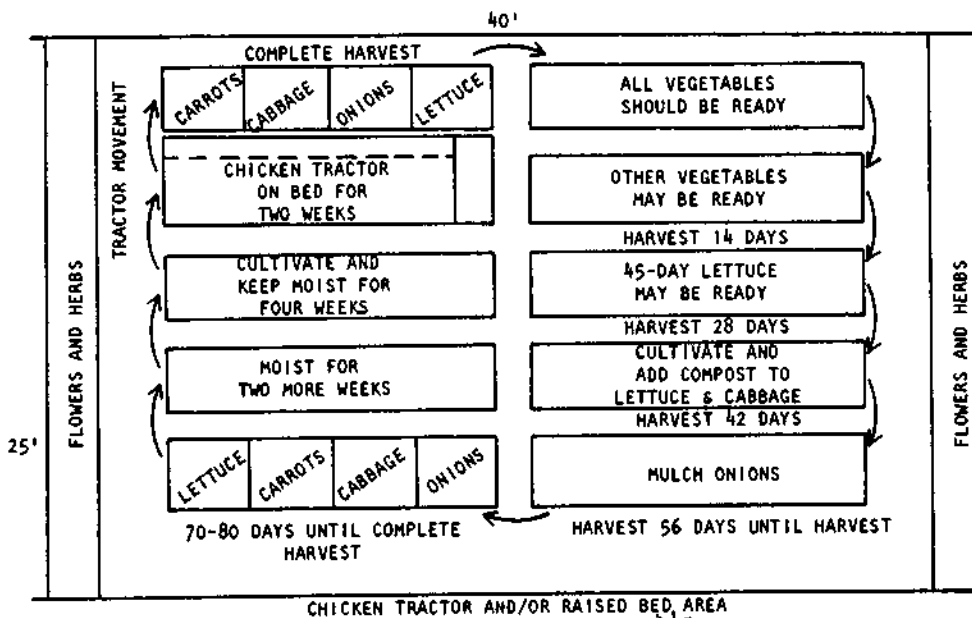 40'
COMPLETE HARVEST
CARROTS
CABBAGE
ONIONS
LETTUCE
ALL VEGETABLES
SHOULD BE READY
TRACTOR MOVEMENT
CHICKEN TRACTOR
ON BED FOR
TWO WEEKS
OTHER VEGETABLES
MAY BE READY
HARVEST 14 DAYS
CULTIVATE AND
KEEP MOIST FOR
FOUR WEEKS
45-DAY LETTUCE
MAY BE READY
HARVEST 28 DAYS
MOIST FOR
TWO MORE WEEKS
CULTIVATE AND
ADD COMPOST TO
LETTUCE & CABBAGE
HARVEST 42 DAYS
FLOWERS AND HERBS
FLOWERS AND HERBS
25'
LETTUCE
CARROTS
CABBAGE
ONIONS
MULCH ONIONS
70-80 DAYS UNTIL COMPLETE
HARVEST
HARVEST 56 DAYS UNTIL HARVEST
CHICKEN TRACTOR AND/OR RAISED BED AREA